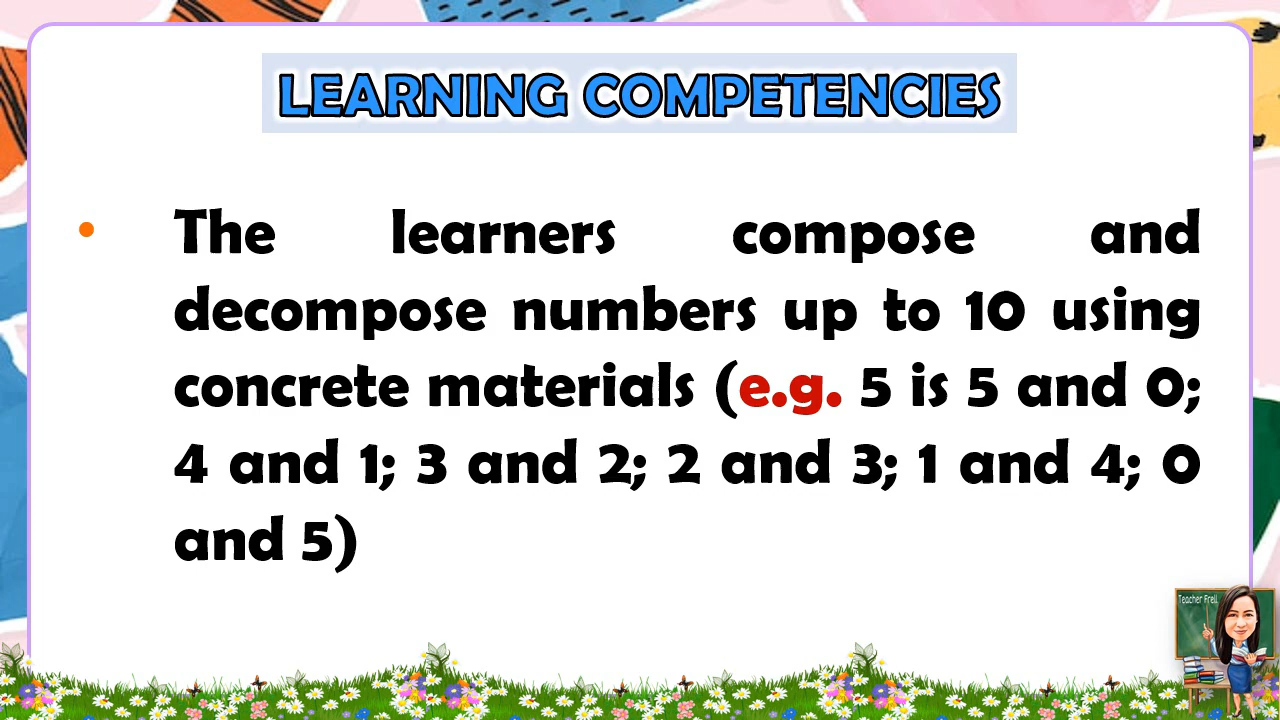 LEARNING COMPETENCIES
• The learners compose and
decompose numbers up to 10 using
concrete materials (e.g. 5 is 5 and 0;
4 and 1; 3 and 2; 2 and 3; 1 and 4; 0
and 5)
Teacher Frell